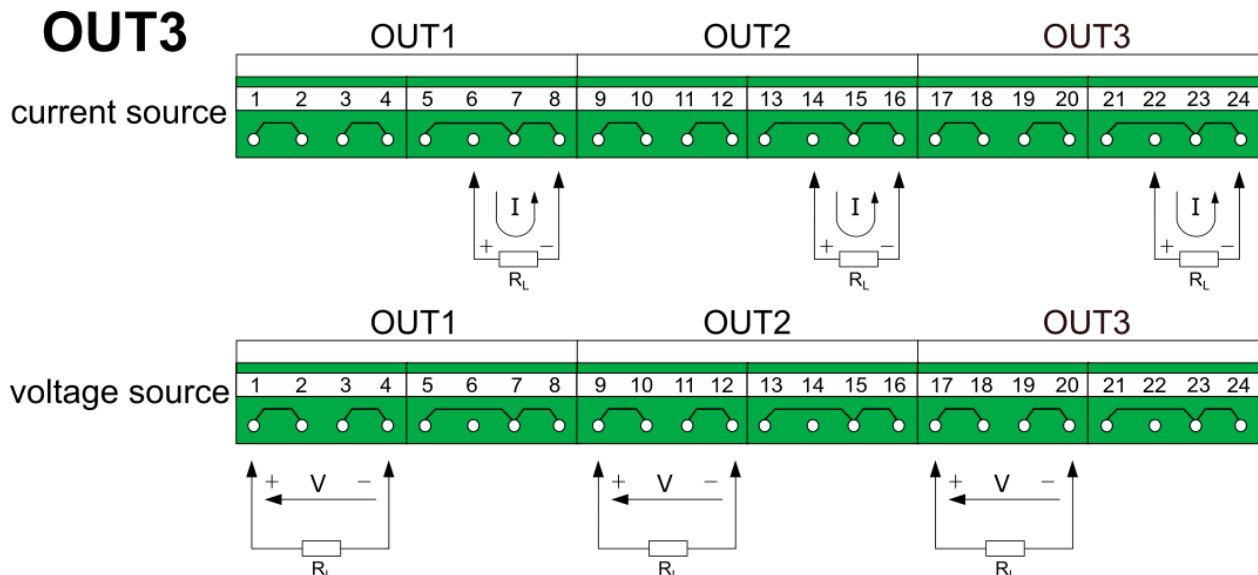 OUT3
OUT1 OUT2 OUT3
current source 1 2 3 4 5 6 7 8 9 10 11 12 13 14 15 16 17 18 19 20 21 22 23 24
I I I
+ − + − + −
RL RL RL
OUT1 OUT2 OUT3
voltage source 1 2 3 4 5 6 7 8 9 10 11 12 13 14 15 16 17 18 19 20 21 22 23 24
+ V − + V − + V −
RL RL RL